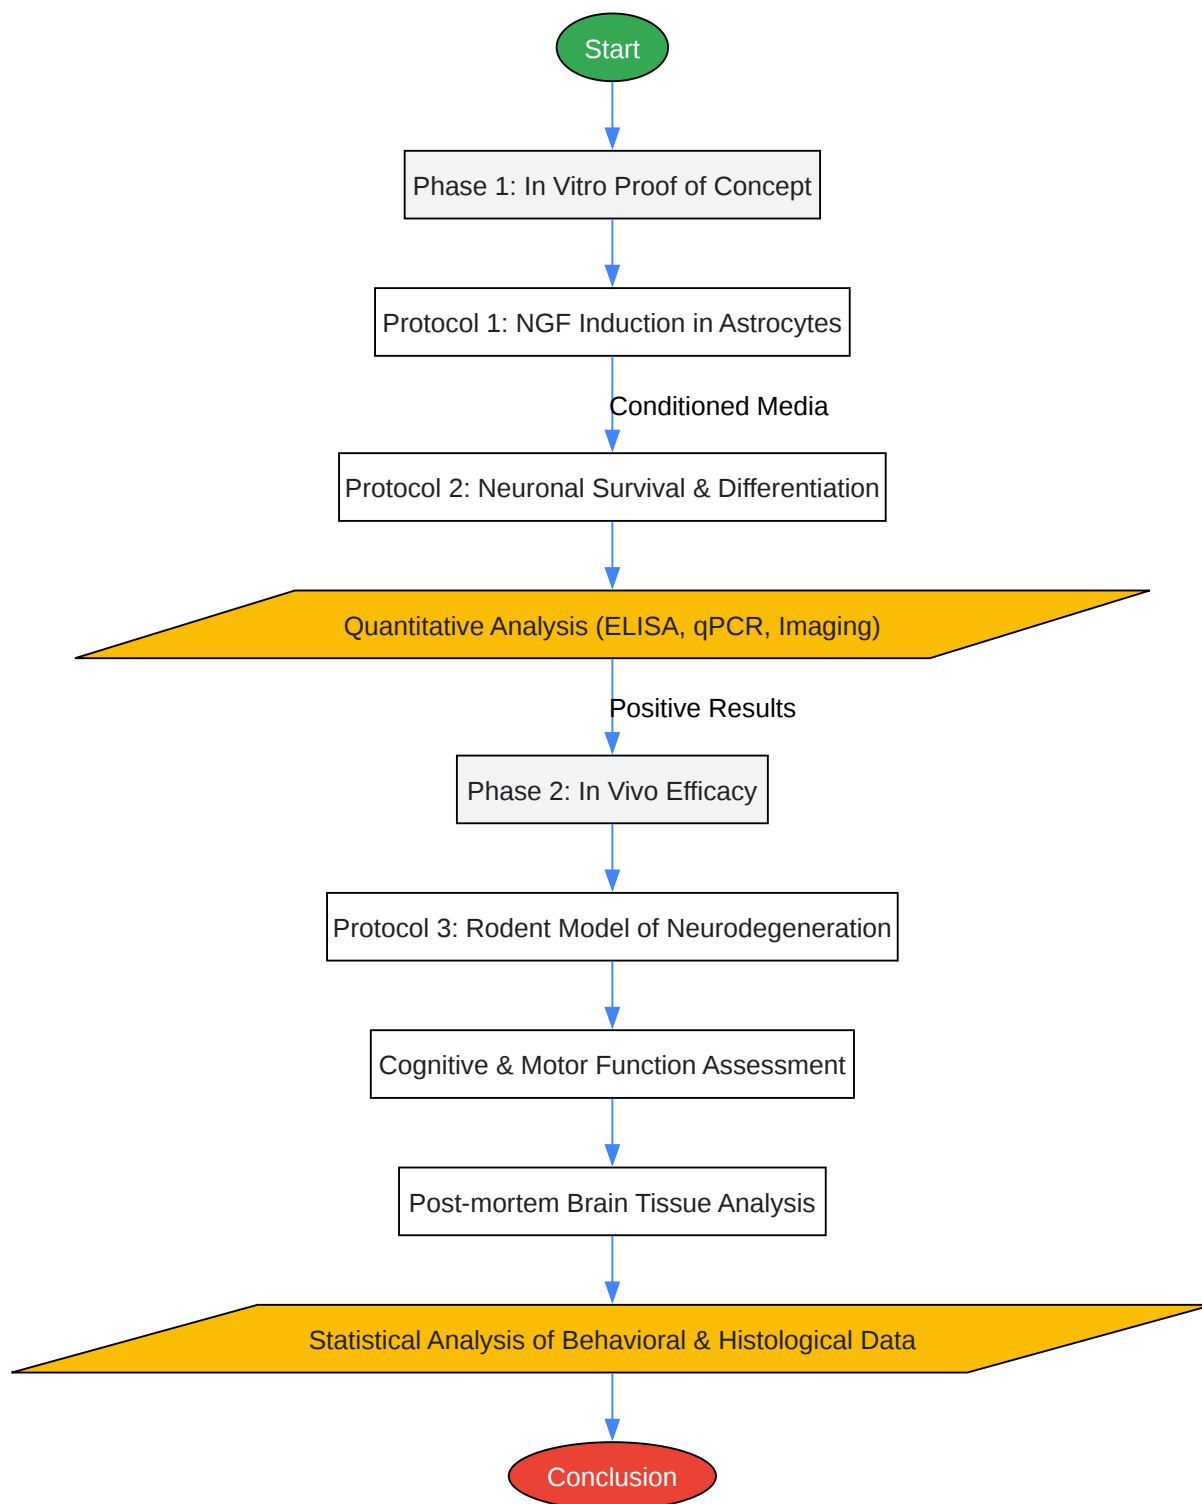 Start
Phase 1: In Vitro Proof of Concept
Protocol 1: NGF Induction in Astrocytes
Conditioned Media
Protocol 2: Neuronal Survival & Differentiation
Quantitative Analysis (ELISA, qPCR, Imaging)
Positive Results
Phase 2: In Vivo Efficacy
Protocol 3: Rodent Model of Neurodegeneration
Cognitive & Motor Function Assessment
Post-mortem Brain Tissue Analysis
Statistical Analysis of Behavioral & Histological Data
Conclusion